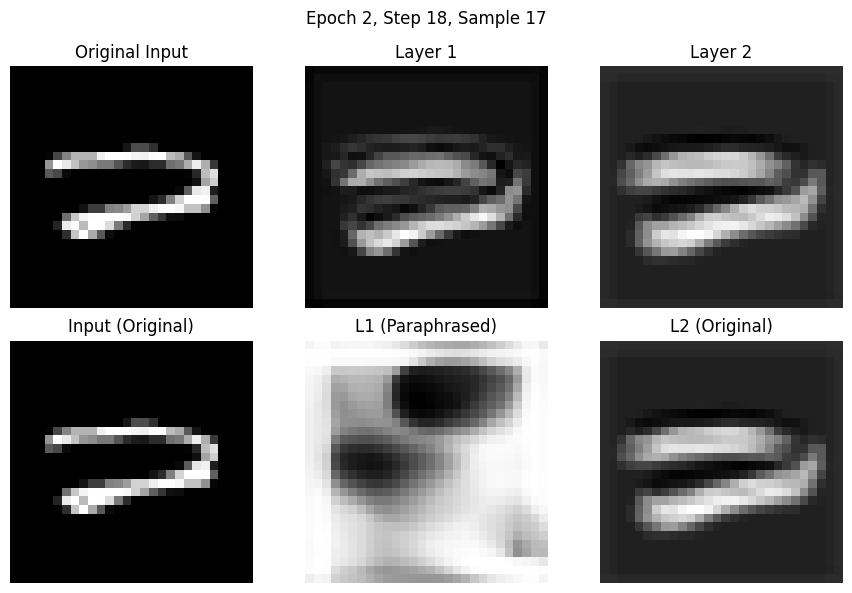 Epoch 2, Step 18, Sample 17
Original Input
Layer 1
Layer 2
Input (Original)
L1 (Paraphrased)
L2 (Original)